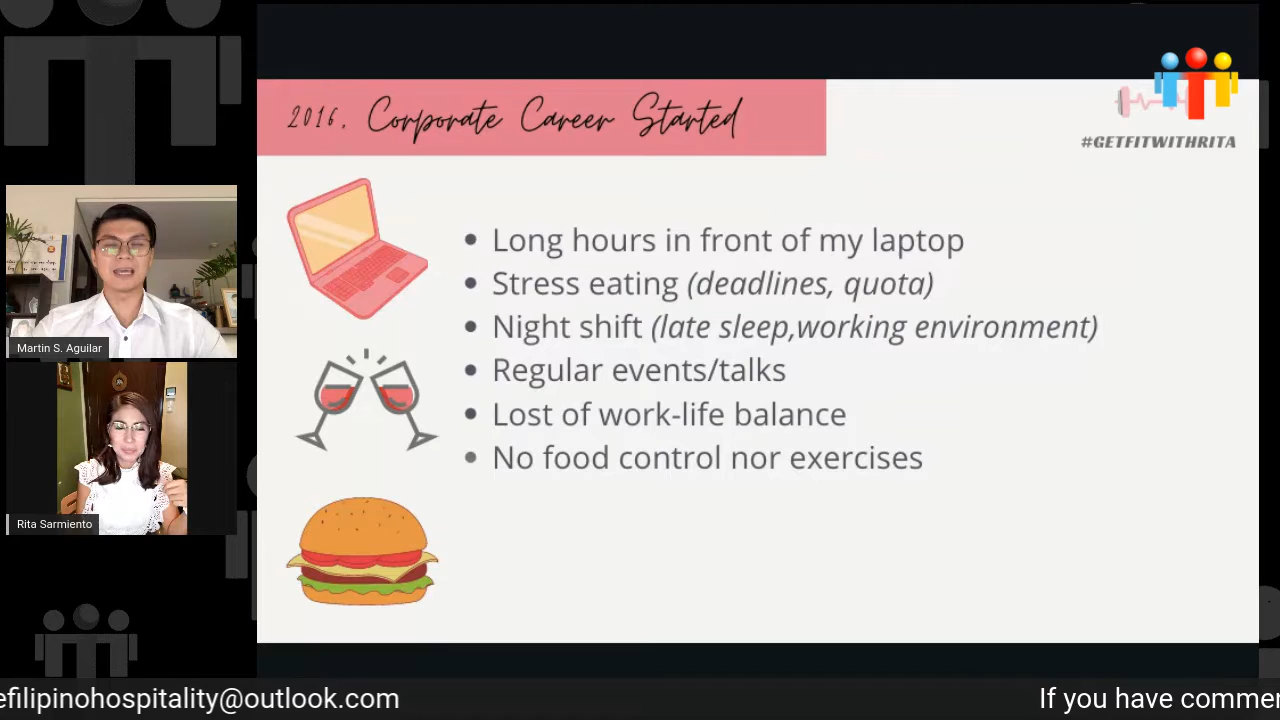 2016. Corporate Career Started
#GETFITWITHRITA
Long hours in front of my laptop
Stress eating (deadlines, quota)
Night shift (late sleep,working environment)
Regular events/talks
Lost of work-life balance
No food control nor exercises
Martin S. Aguilar
Rita Sarmiento
efilipinohospitality@outlook.com
If you have commer